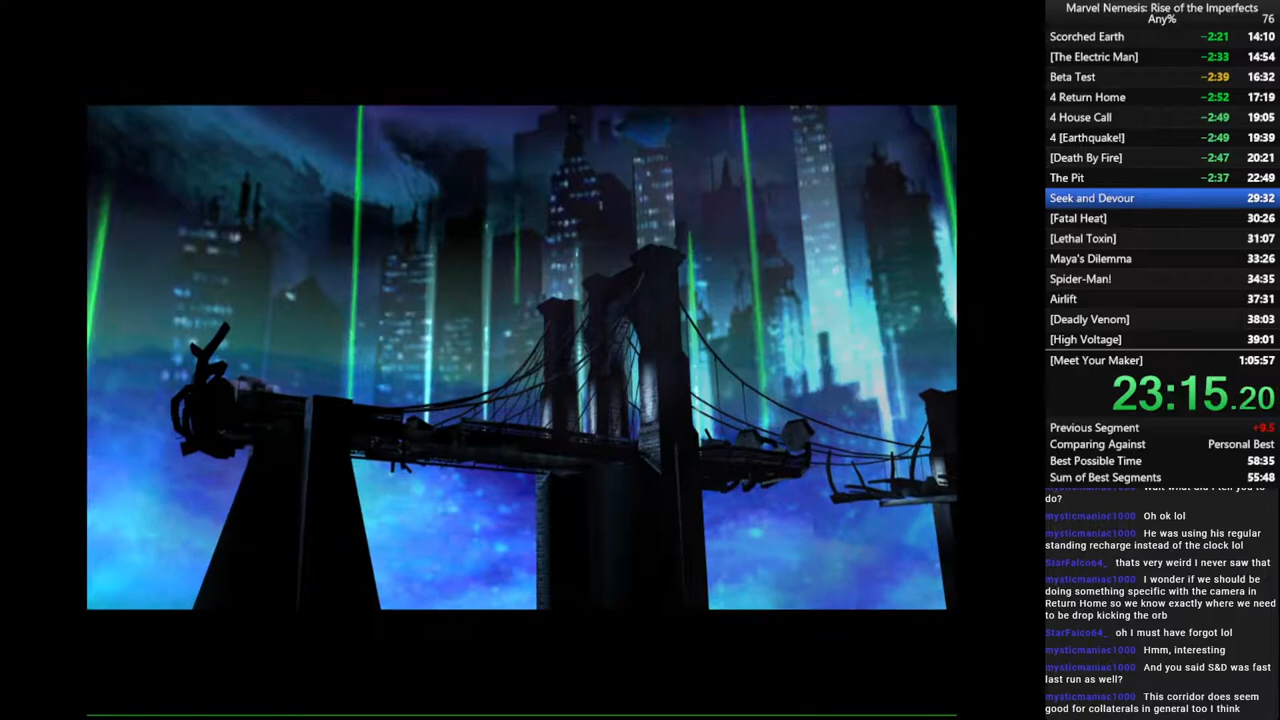 Marvel Nemesis: Rise of the Imperfects
Any% 76
Scorched Earth −2:21 14:10
[The Electric Man] −2:33 14:54
Beta Test −2:39 16:32
4 Return Home −2:52 17:19
4 House Call −2:49 19:05
4 [Earthquake!] −2:49 19:39
[Death By Fire] −2:47 20:21
The Pit −2:37 22:49
Seek and Devour 29:32
[Fatal Heat] 30:26
[Lethal Toxin] 31:07
Maya's Dilemma 33:26
Spider-Man! 34:35
Airlift 37:31
[Deadly Venom] 38:03
[High Voltage] 39:01
[Meet Your Maker] 1:05:57
23:15.20
Previous Segment +9.5
Comparing Against Personal Best
Best Possible Time 58:35
Sum of Best Segments 55:48
mysticmaniac1000 Wait what did I tell you to
do?
mysticmaniac1000 Oh ok lol
mysticmaniac1000 He was using his regular
standing recharge instead of the clock lol
StarFalco64_ thats very weird I never saw that
mysticmaniac1000 I wonder if we should be
doing something specific with the camera in
Return Home so we know exactly where we need
to be drop kicking the orb
StarFalco64_ oh I must have forgot lol
mysticmaniac1000 Hmm, interesting
mysticmaniac1000 And you said S&D was fast
last run as well?
mysticmaniac1000 This corridor does seem
good for collaterals in general too I think